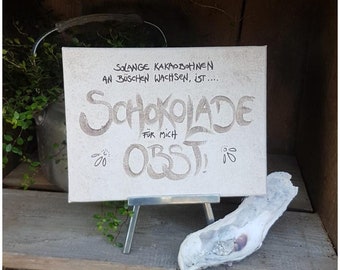 SOLANGE KAKAOBOHNEN
AN BÜSCHEN WACHSEN, IST....
SCHOKOLADE
FÜR MICH
OBST!